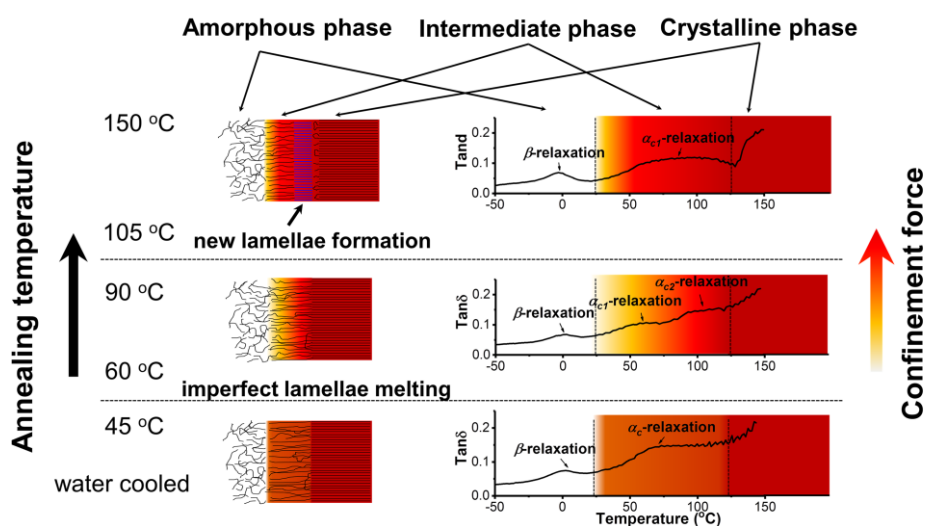 Amorphous phase
Intermediate phase
Crystalline phase
Annealing temperature
Confinement force
150 °C
0.2
0.1
0.0
Tand
β-relaxation
αc1-relaxation
-50
0
50
100
150
105 °C
new lamellae formation
90 °C
0.2
0.1
0.0
Tanδ
β-relaxation
αc1-relaxation
αc2-relaxation
-50
0
50
100
150
60 °C
imperfect lamellae melting
45 °C
0.2
0.1
0.0
Tanδ
β-relaxation
αc-relaxation
water cooled
-50
0
50
100
150
Temperature (°C)